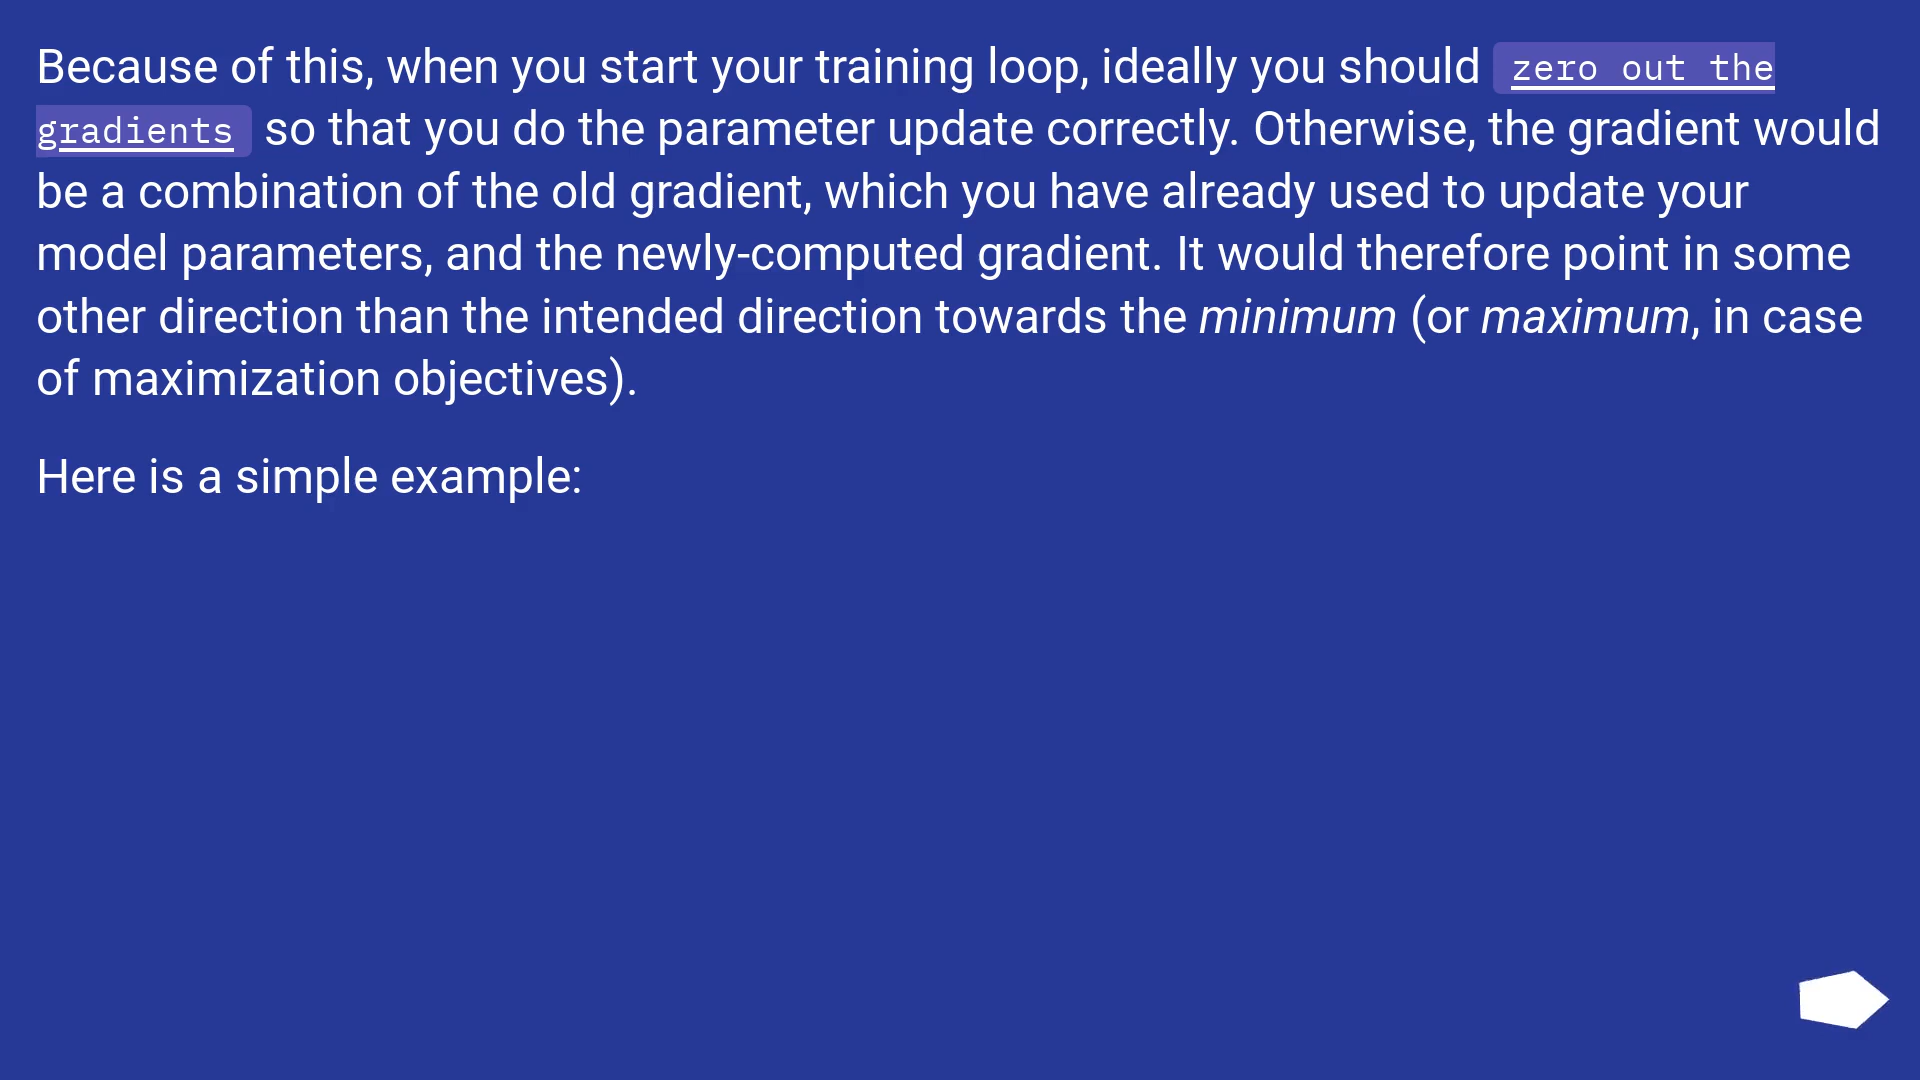 Because of this, when you start your training loop, ideally you should zero out the
gradients so that you do the parameter update correctly. Otherwise, the gradient would
be a combination of the old gradient, which you have already used to update your
model parameters, and the newly-computed gradient. It would therefore point in some
other direction than the intended direction towards the minimum (or maximum, in case
of maximization objectives).
Here is a simple example: